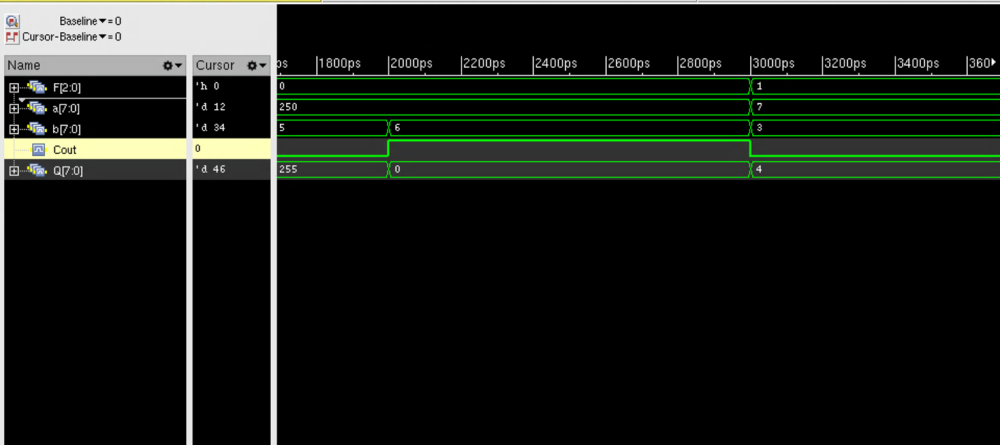 Baseline = 0
Cursor-Baseline = 0
Name Cursor ps 1800ps 2000ps 2200ps 2400ps 2600ps 2800ps 3000ps 3200ps 3400ps 360
F[2:0] 'h 0 0 1
a[7:0] 'd 12 250 7
b[7:0] 'd 34 5 6 3
Cout 0
Q[7:0] 'd 46 255 0 4